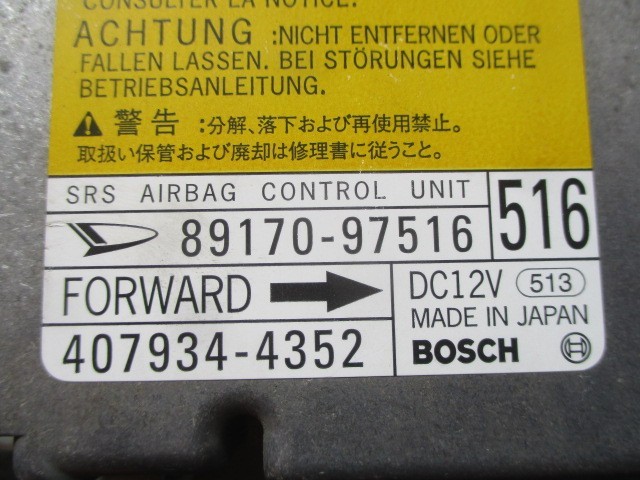 CONSULTER LA NOTICE.
ACHTUNG :NICHT ENTFERNEN ODER
FALLEN LASSEN. BEI STÖRUNGEN SIEHE
BETRIEBSANLEITUNG.
警告 :分解、落下および再使用禁止。
取扱い保管および廃却は修理書に従うこと。
SRS AIRBAG CONTROL UNIT
89170-97516
516
FORWARD
DC12V 513
MADE IN JAPAN
407934-4352
BOSCH